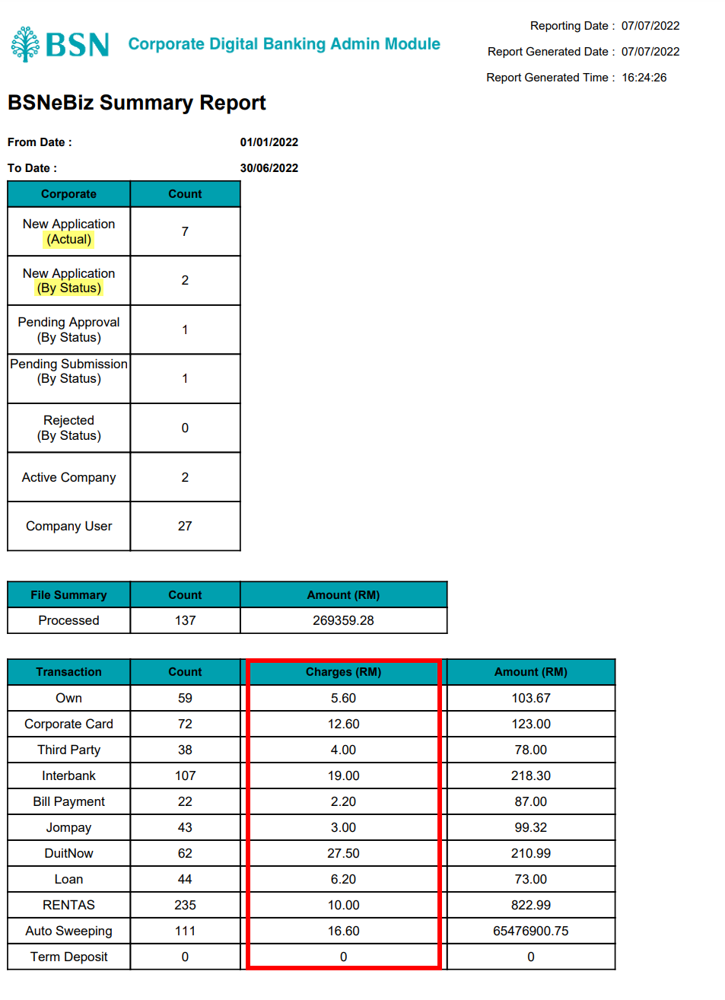 BSN Corporate Digital Banking Admin Module
Reporting Date : 07/07/2022
Report Generated Date : 07/07/2022
Report Generated Time : 16:24:26
BSNeBiz Summary Report
From Date : 01/01/2022
To Date : 30/06/2022
Corporate Count
New Application
(Actual) 7
New Application
(By Status) 2
Pending Approval
(By Status) 1
Pending Submission
(By Status) 1
Rejected
(By Status) 0
Active Company 2
Company User 27
File Summary Count Amount (RM)
Processed 137 269359.28
Transaction Count Charges (RM) Amount (RM)
Own 59 5.60 103.67
Corporate Card 72 12.60 123.00
Third Party 38 4.00 78.00
Interbank 107 19.00 218.30
Bill Payment 22 2.20 87.00
Jompay 43 3.00 99.32
DuitNow 62 27.50 210.99
Loan 44 6.20 73.00
RENTAS 235 10.00 822.99
Auto Sweeping 111 16.60 65476900.75
Term Deposit 0 0 0